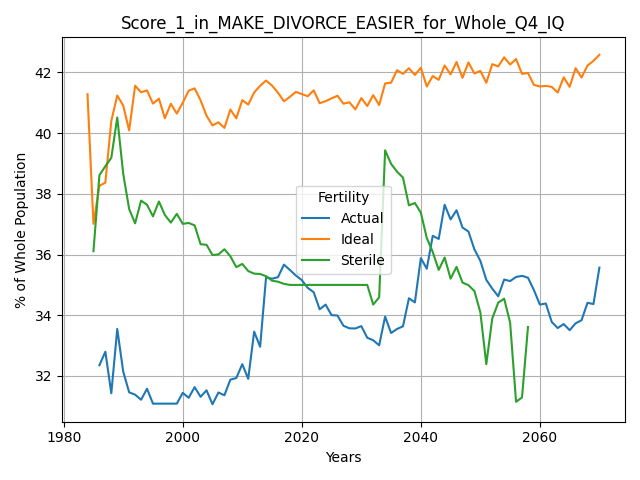 Score_1_in_MAKE_DIVORCE_EASIER_for_Whole_Q4_IQ
% of Whole Population
42
40
38
36
34
32
Fertility
Actual
Ideal
Sterile
1980 2000 2020 2040 2060
Years